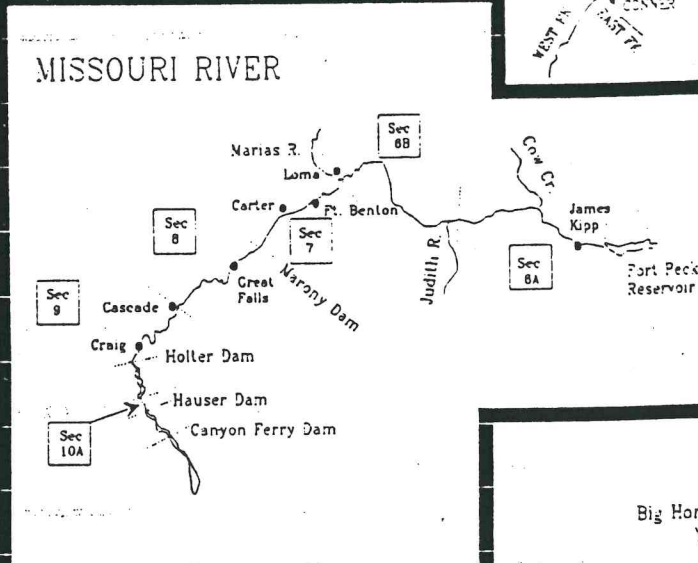 CONNER
WEST FK
EAST FK
MISSOURI RIVER
Sec
6B
Marias R.
Loma
Cow Cr.
Carter
Ft. Benton
James
Kipp
Sec
8
Sec
7
Judith R.
Sec
6A
Fort Peck
Reservoir
Great
Falls
Marony Dam
Sec
9
Cascade
Craig
Holter Dam
Hauser Dam
Sec
10A
Canyon Ferry Dam
Big Hor